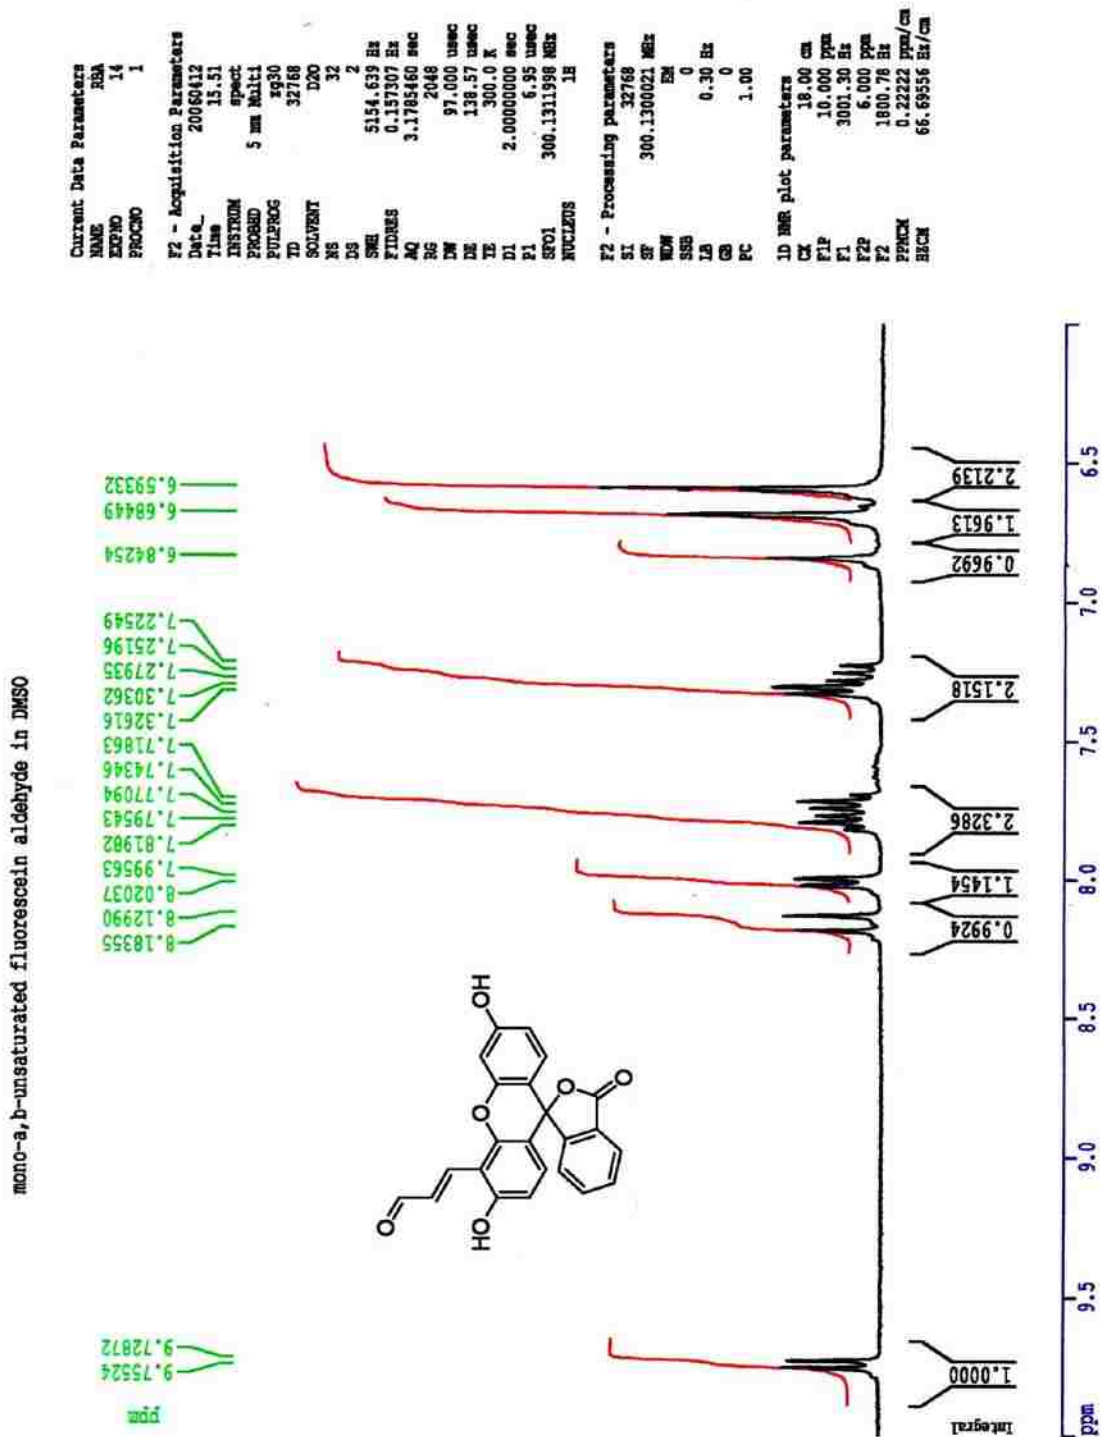 mono-a,b-unsaturated fluorescein aldehyde in DMSO
Current Data Parameters
NAME RBA
EXPNO 14
PROCNO 1
F2 - Acquisition Parameters
Date_ 20060412
Time 15.51
INSTRUM spect
PROBHD 5 mm Multi
PULPROG zg30
TD 32768
SOLVENT D2O
NS 32
DS 2
SWH 5154.639 Hz
FIDRES 0.157307 Hz
AQ 3.1785460 sec
RG 2048
DW 97.000 usec
DE 138.57 usec
TE 300.0 K
D1 2.00000000 sec
P1 6.95 usec
SFO1 300.1311998 MHz
NUCLEUS 1H
F2 - Processing parameters
SI 32768
SF 300.1300021 MHz
WDW EM
SSB 0
LB 0.30 Hz
GB 0
PC 1.00
1D NMR plot parameters
CX 18.00 cm
F1P 10.000 ppm
F1 3001.30 Hz
F2P 6.000 ppm
F2 1800.78 Hz
PPMCM 0.22222 ppm/cm
HZCM 66.69556 Hz/cm
ppm
9.75524
9.72872
8.18355
8.12990
8.02037
7.99563
7.81982
7.79543
7.77094
7.74346
7.71863
7.32616
7.30362
7.27935
7.25196
7.22549
6.84254
6.68449
6.59332
O
HO
O
OH
O
O
Integral
1.0000
0.9924
1.1454
2.3286
2.1518
0.9692
1.9613
2.2139
ppm
9.5
9.0
8.5
8.0
7.5
7.0
6.5